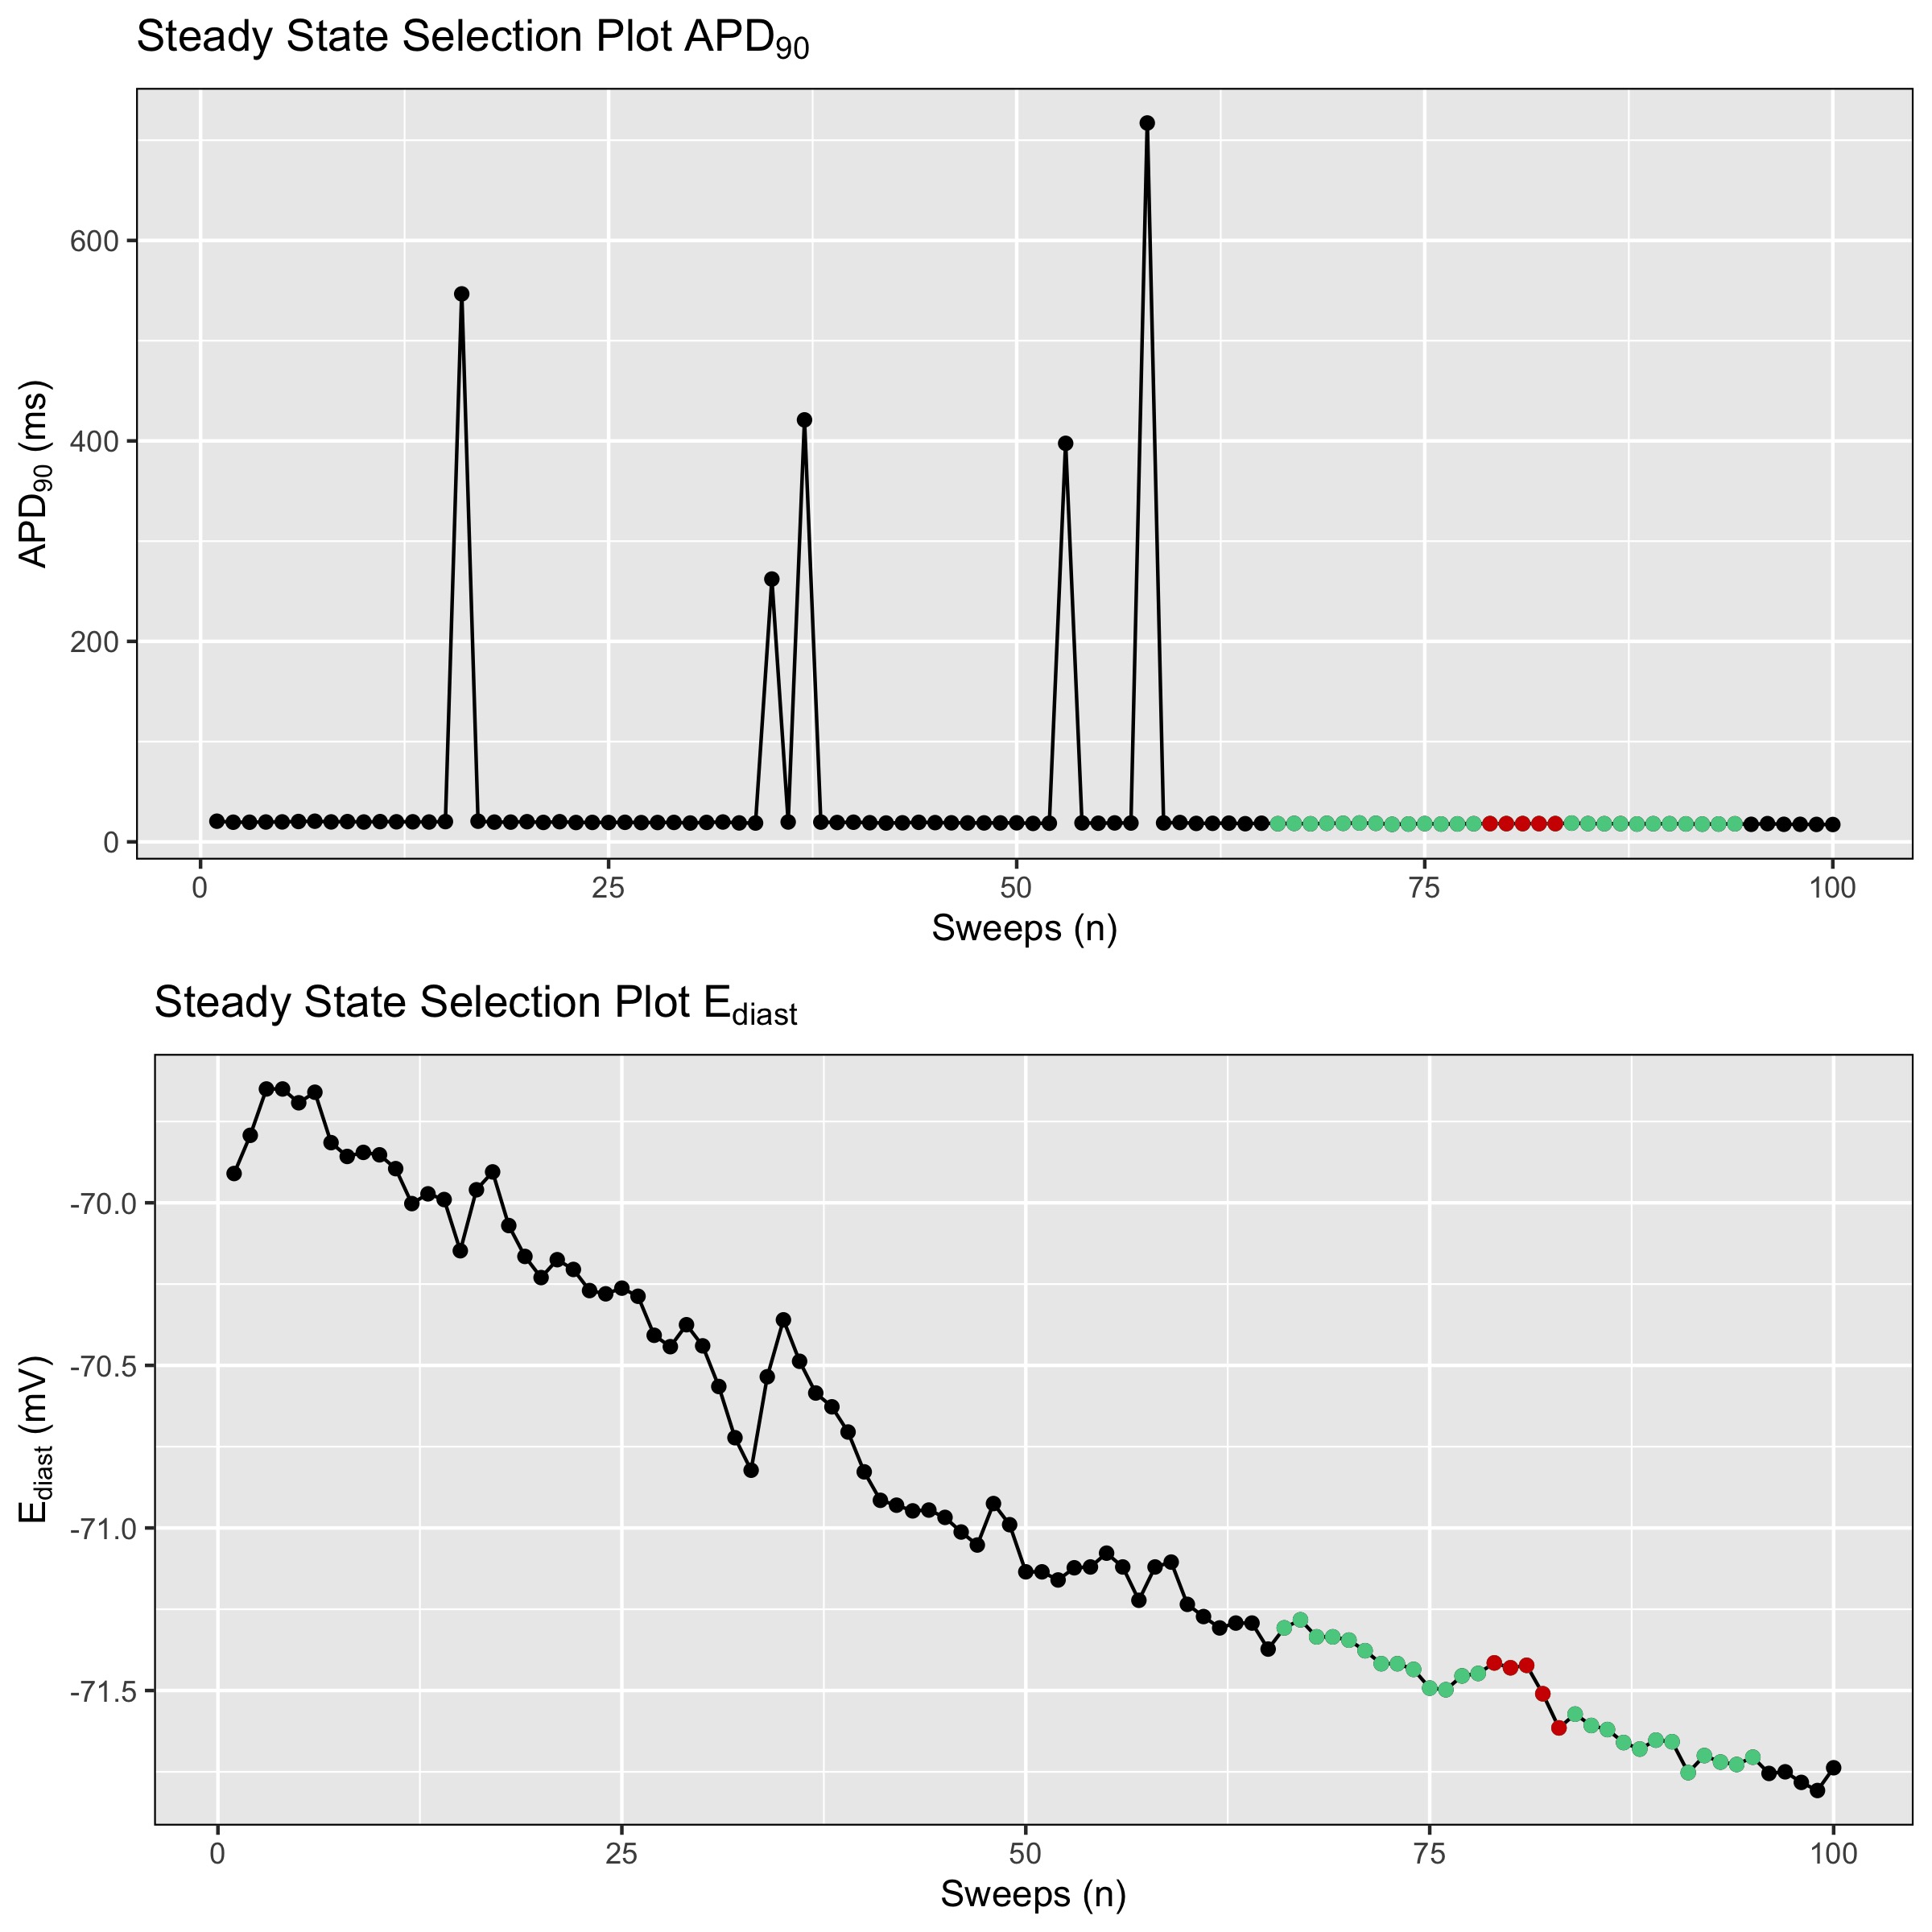 Steady State Selection Plot APD90
600
400
200
0
APD90 (ms)
0 25 50 75 100
Sweeps (n)
Steady State Selection Plot Ediast
-70.0
-70.5
-71.0
-71.5
Ediast (mV)
0 25 50 75 100
Sweeps (n)